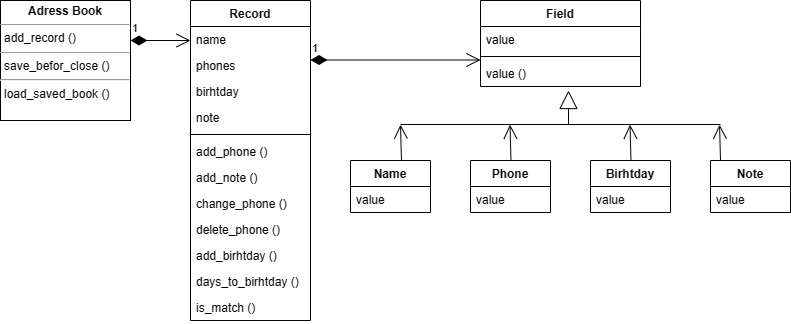 Adress Book
add_record ()
save_befor_close ()
load_saved_book ()
1
Record
name
phones
birhtday
note
add_phone ()
add_note ()
change_phone ()
delete_phone ()
add_birhtday ()
days_to_birhtday ()
is_match ()
1
Field
value
value ()
Name
value
Phone
value
Birhtday
value
Note
value